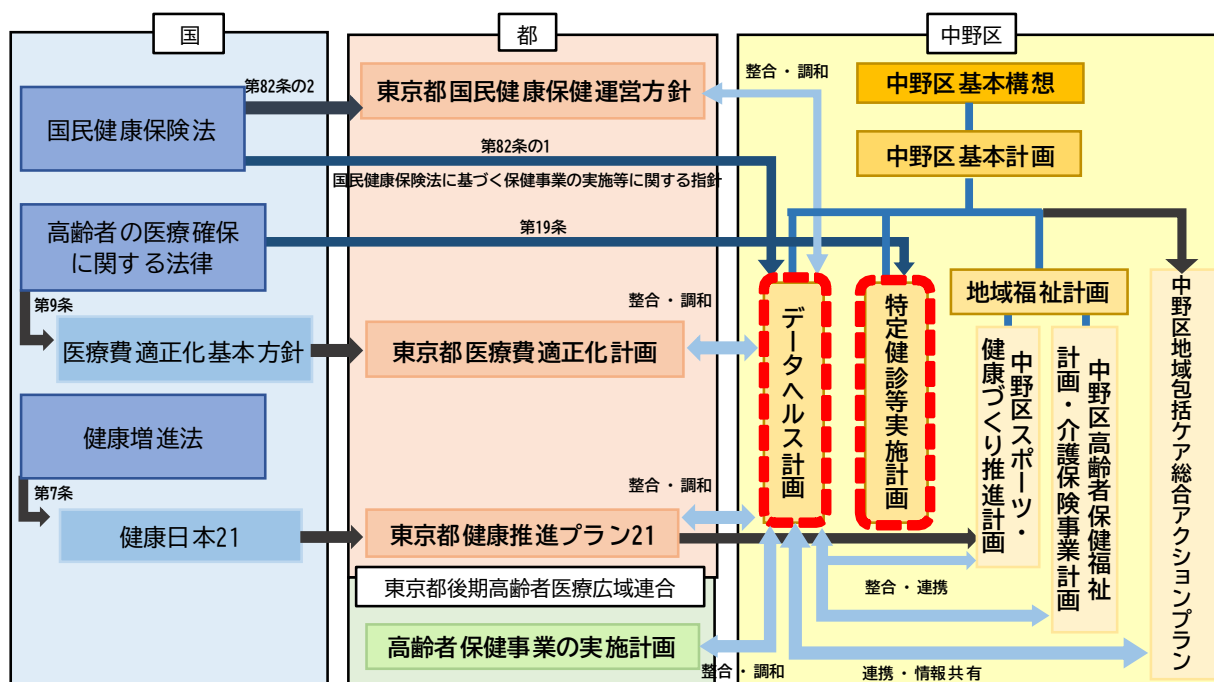 国
都
中野区
第82条の2
整合・調和
国民健康保険法
東京都国民健康保健運営方針
中野区基本構想
中野区基本計画
第82条の1
国民健康保険法に基づく保健事業の実施等に関する指針
高齢者の医療確保
に関する法律
第19条
第9条
医療費適正化基本方針
整合・調和
東京都医療費適正化計画
データヘルス計画
特定健診等実施計画
地域福祉計画
中野区スポーツ・
健康づくり推進計画
中野区高齢者保健福祉
計画・介護保険事業計画
中野区地域包括ケア総合アクションプラン
健康増進法
第7条
健康日本21
整合・調和
東京都健康推進プラン21
東京都後期高齢者医療広域連合
高齢者保健事業の実施計画
整合・調和
整合・連携
連携・情報共有